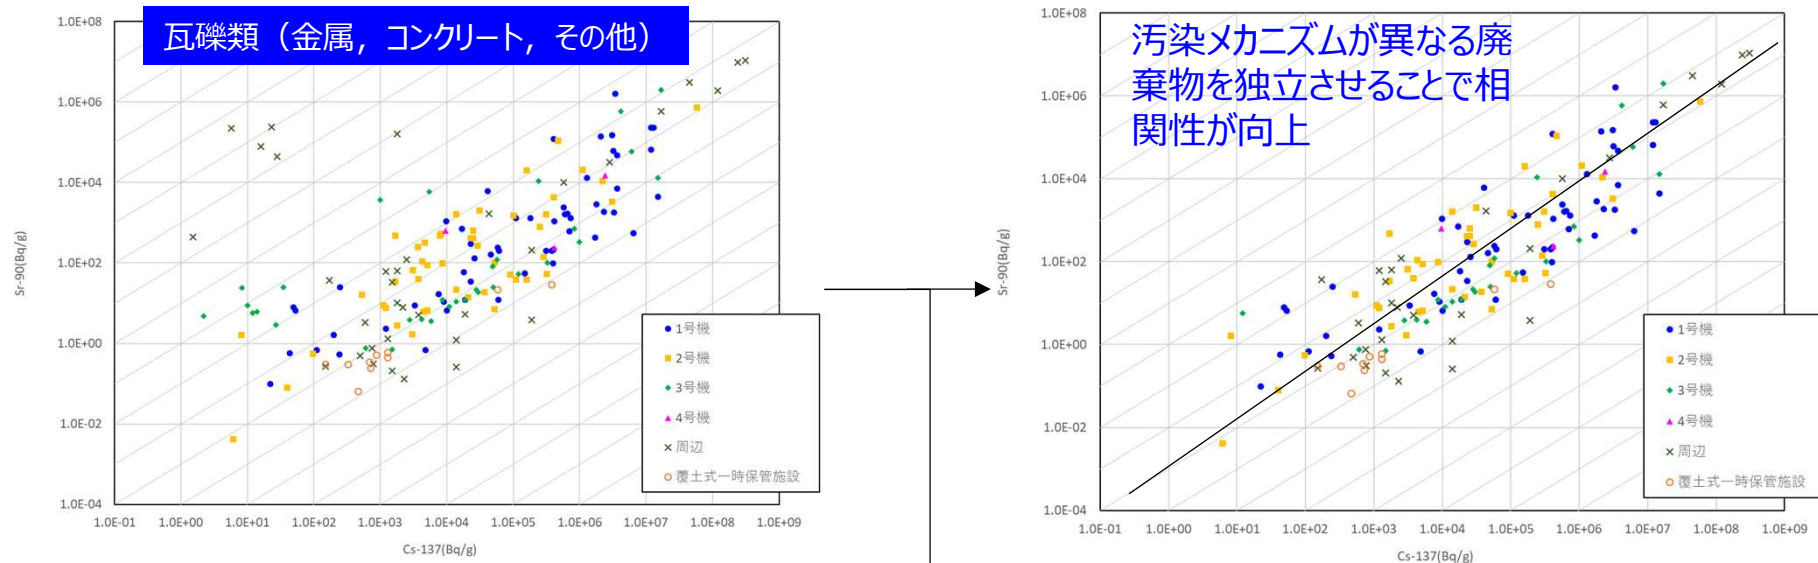 瓦礫類（金属，コンクリート，その他）
1.0E+08
1.0E+06
1.0E+04
1.0E+02
1.0E+00
1.0E-02
1.0E-04
Sr-90(Bq/g)
1.0E-01 1.0E+00 1.0E+01 1.0E+02 1.0E+03 1.0E+04 1.0E+05 1.0E+06 1.0E+07 1.0E+08 1.0E+09
Cs-137(Bq/g)
1号機
2号機
3号機
4号機
周辺
覆土式一時保管施設
汚染メカニズムが異なる廃
棄物を独立させることで相
関性が向上
1.0E+08
1.0E+06
1.0E+04
1.0E+02
1.0E+00
1.0E-02
1.0E-04
Sr-90(Bq/g)
1.0E-01 1.0E+00 1.0E+01 1.0E+02 1.0E+03 1.0E+04 1.0E+05 1.0E+06 1.0E+07 1.0E+08 1.0E+09
Cs-137(Bq/g)
1号機
2号機
3号機
4号機
周辺
覆土式一時保管施設